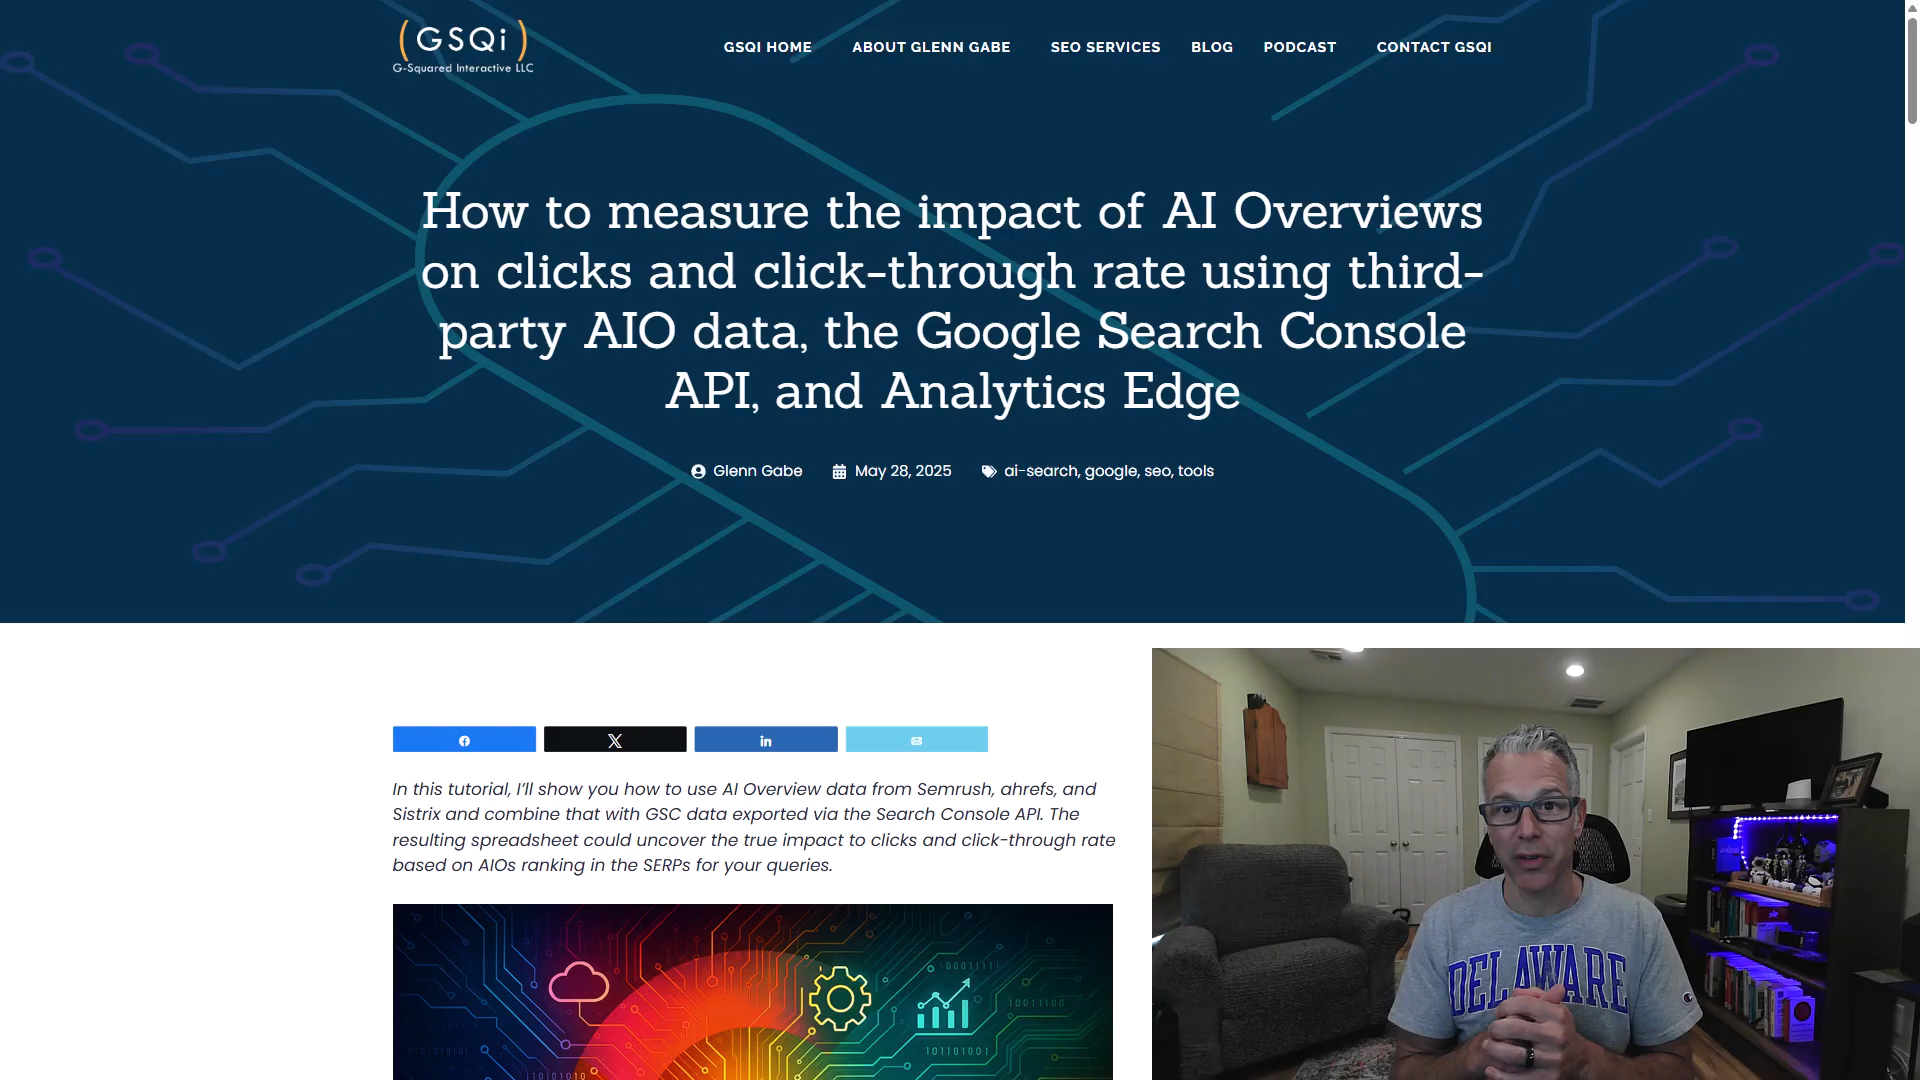 (GSQi)
G-Squared Interactive LLC
GSQI HOME
ABOUT GLENN GABE
SEO SERVICES
BLOG
PODCAST
CONTACT GSQI
How to measure the impact of AI Overviews
on clicks and click-through rate using third-
party AIO data, the Google Search Console
API, and Analytics Edge
Glenn Gabe
May 28, 2025
ai-search, google, seo, tools
In this tutorial, I'll show you how to use AI Overview data from Semrush, ahrefs, and
Sistrix and combine that with GSC data exported via the Search Console API. The
resulting spreadsheet could uncover the true impact to clicks and click-through rate
based on AIOs ranking in the SERPs for your queries.
10011100
101101001
DELAWARE